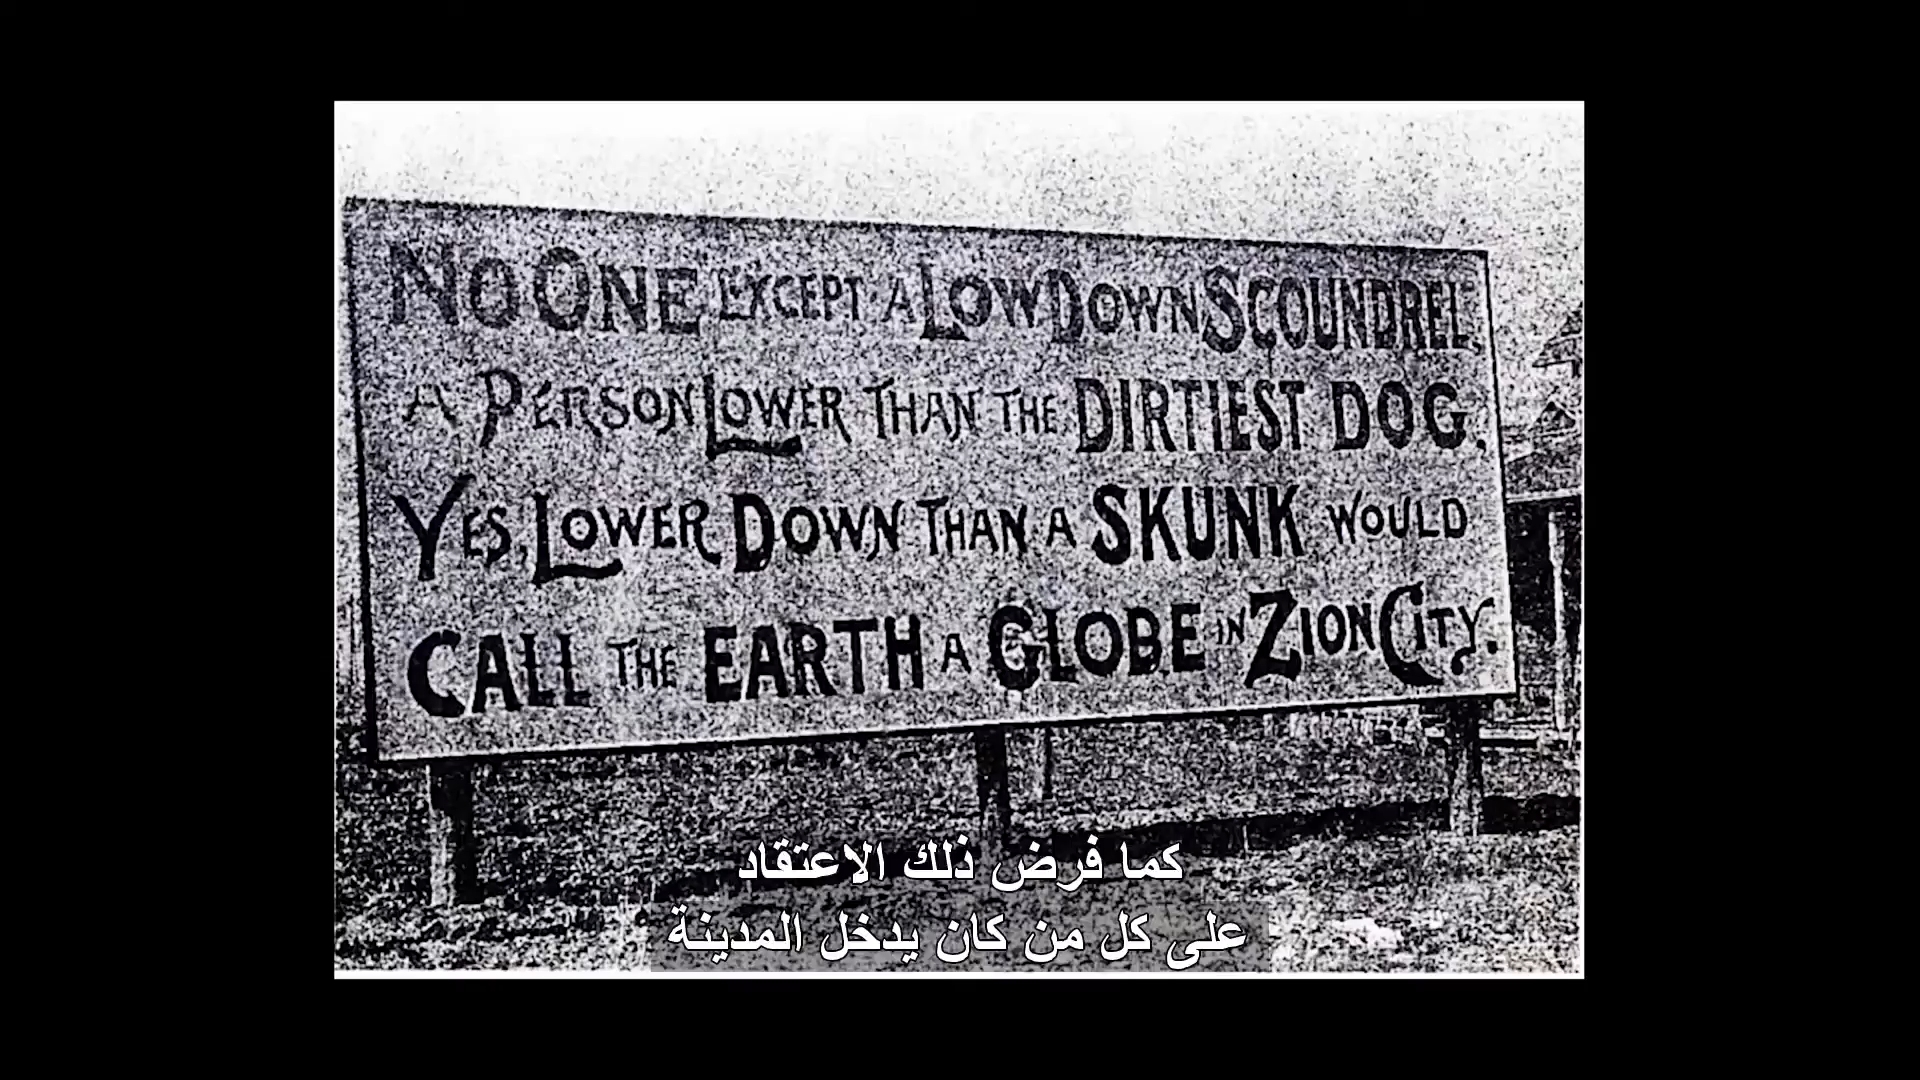 NO ONE EXCEPT A LOW DOWN SCOUNDREL,
A PERSON LOWER THAN THE DIRTIEST DOG,
YES, LOWER DOWN THAN A SKUNK WOULD
CALL THE EARTH A GLOBE IN ZION CITY.
كما فرض ذلك الاعتقاد
على كل من كان يدخل المدينة